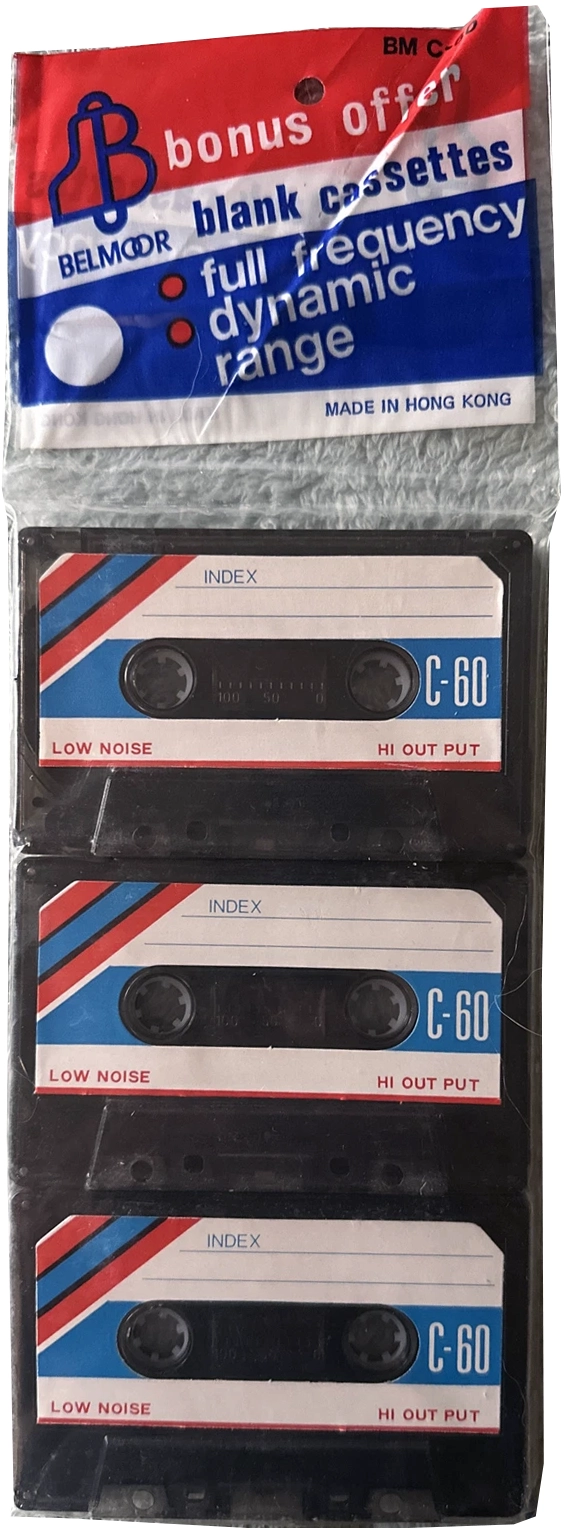 BM C-60
bonus offer
blank cassettes
BELMOOR
full frequency
dynamic
range
MADE IN HONG KONG
INDEX
C-60
100 50 0
LOW NOISE HI OUT PUT
INDEX
C-60
LOW NOISE HI OUT PUT
INDEX
C-60
LOW NOISE HI OUT PUT